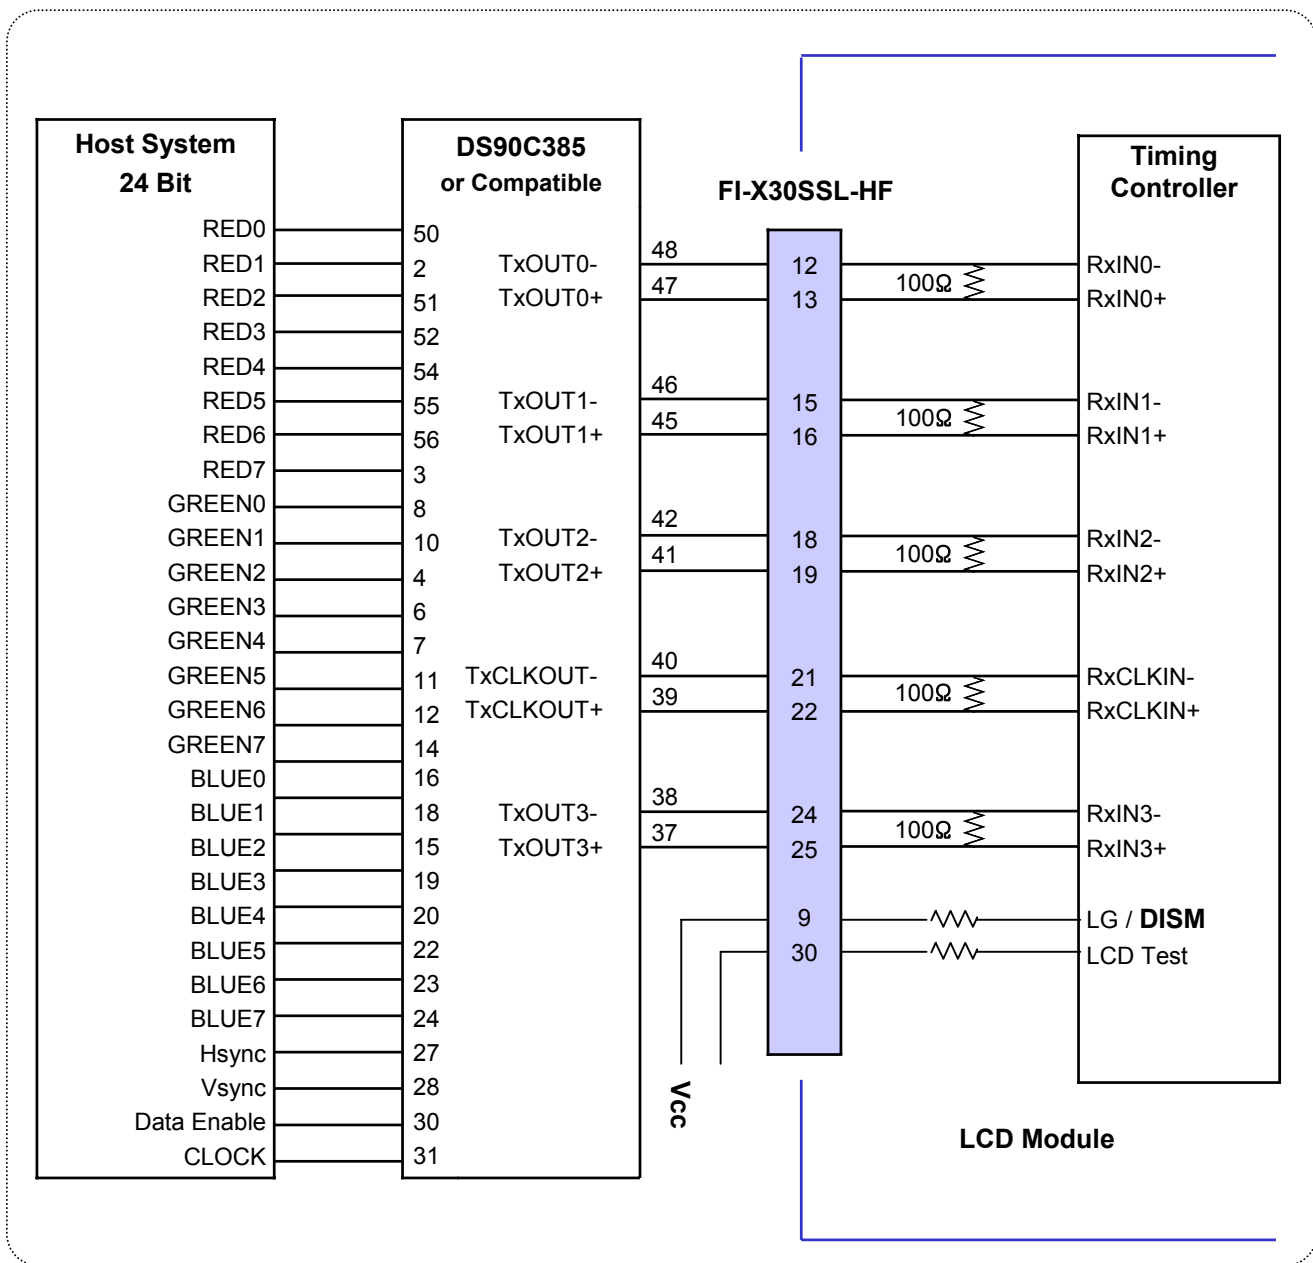 Host System
24 Bit
RED0
RED1
RED2
RED3
RED4
RED5
RED6
RED7
GREEN0
GREEN1
GREEN2
GREEN3
GREEN4
GREEN5
GREEN6
GREEN7
BLUE0
BLUE1
BLUE2
BLUE3
BLUE4
BLUE5
BLUE6
BLUE7
Hsync
Vsync
Data Enable
CLOCK
DS90C385
or Compatible
50
2
51
52
54
55
56
3
8
10
4
6
7
11
12
14
16
18
15
19
20
22
23
24
27
28
30
31
TxOUT0-
TxOUT0+
TxOUT1-
TxOUT1+
TxOUT2-
TxOUT2+
TxCLKOUT-
TxCLKOUT+
TxOUT3-
TxOUT3+
48
47
46
45
42
41
40
39
38
37
FI-X30SSL-HF
12
13
15
16
18
19
21
22
24
25
9
30
Vcc
100Ω
100Ω
100Ω
100Ω
100Ω
Timing
Controller
RxIN0-
RxIN0+
RxIN1-
RxIN1+
RxIN2-
RxIN2+
RxCLKIN-
RxCLKIN+
RxIN3-
RxIN3+
LG / DISM
LCD Test
LCD Module